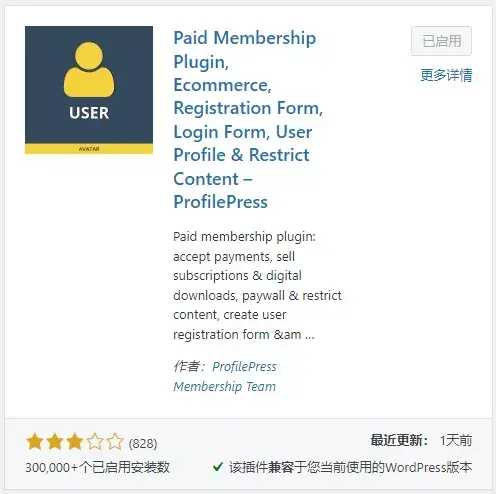 USER
AVATAR
Paid Membership
Plugin,
Ecommerce,
Registration Form,
Login Form, User
Profile & Restrict
Content –
ProfilePress
已启用
更多详情
Paid membership plugin:
accept payments, sell
subscriptions & digital
downloads, paywall & restrict
content, create user
registration form &am ...
作者：ProfilePress
Membership Team
(828)
300,000+个已启用安装数
最近更新： 1天前
该插件兼容于您当前使用的WordPress版本